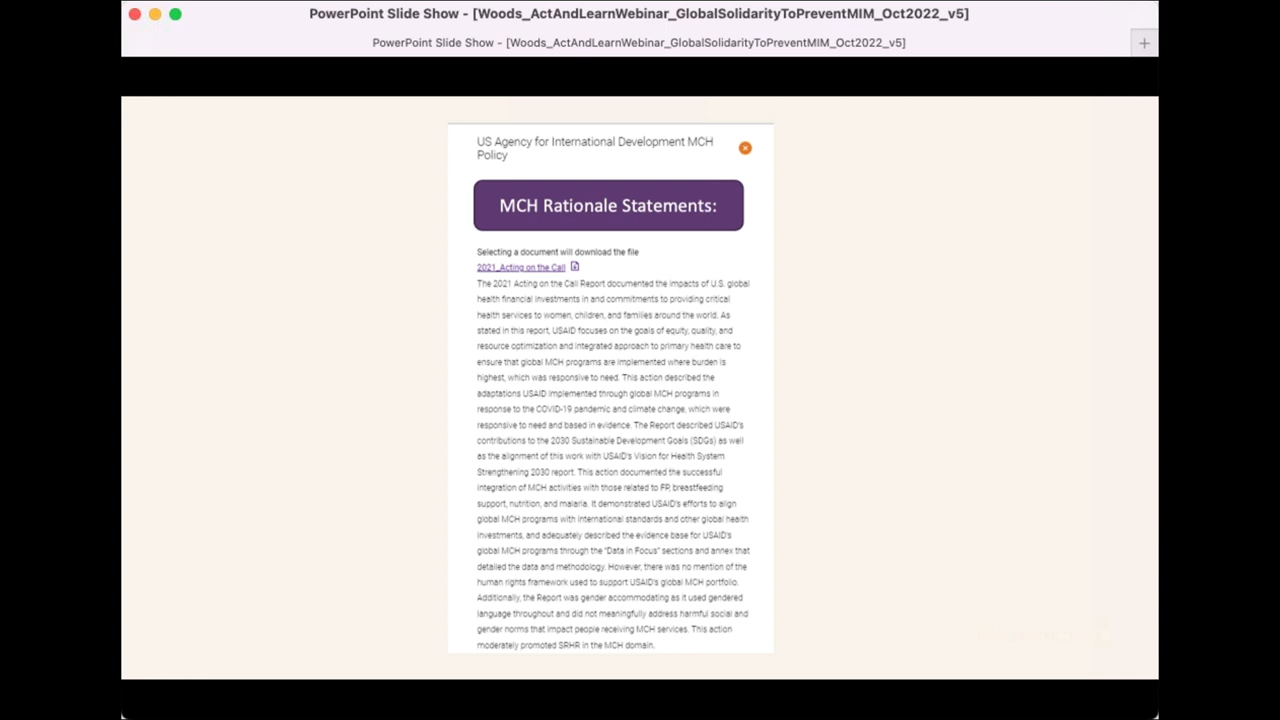 PowerPoint Slide Show - [Woods_ActAndLearnWebinar_GlobalSolidarityToPreventMIM_Oct2022_v5]
PowerPoint Slide Show - [Woods_ActAndLearnWebinar_GlobalSolidarityToPreventMIM_Oct2022_v5]
US Agency for International Development MCH
Policy
MCH Rationale Statements:
Selecting a document will download the file
2021_Acting on the Call
The 2021 Acting on the Call Report documented the impacts of U.S. global
health financial investments in and commitments to providing critical
health services to women, children, and families around the world. As
stated in this report, USAID focuses on the goals of equity, quality, and
resource optimization and integrated approach to primary health care to
ensure that global MCH programs are implemented where burden is
highest, which was responsive to need. This action described the
adaptations USAID implemented through global MCH programs in
response to the COVID-19 pandemic and climate change, which were
responsive to need and based in evidence. The Report described USAID's
contributions to the 2030 Sustainable Development Goals (SDGs) as well
as the alignment of this work with USAID's Vision for Health System
Strengthening 2030 report. This action documented the successful
integration of MCH activities with those related to FP, breastfeeding
support, nutrition, and malaria. It demonstrated USAID's efforts to align
global MCH programs with international standards and other global health
investments, and adequately described the evidence base for USAID's
global MCH programs through the "Data in Focus" sections and annex that
detailed the data and methodology. However, there was no mention of the
human rights framework used to support USAID's global MCH portfolio.
Additionally, the Report was gender accommodating as it used gendered
language throughout and did not meaningfully address harmful social and
gender norms that impact people receiving MCH services. This action
moderately promoted SRHR in the MCH domain.